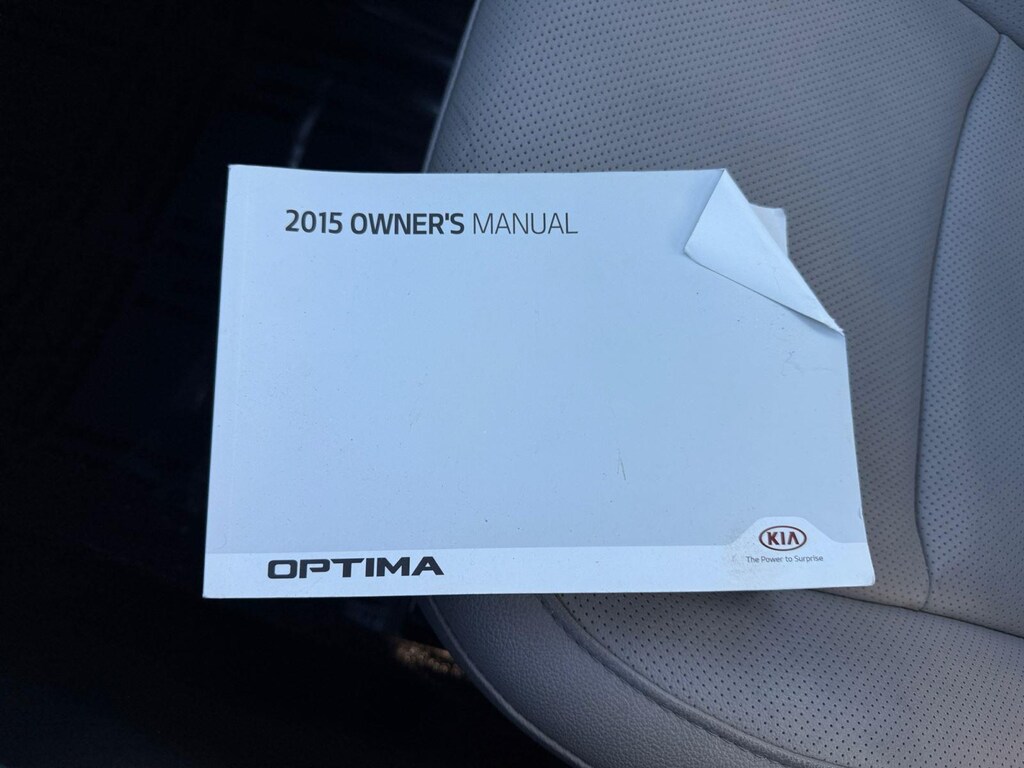 2015 OWNER'S MANUAL
OPTIMA
KIA
The Power to Surprise